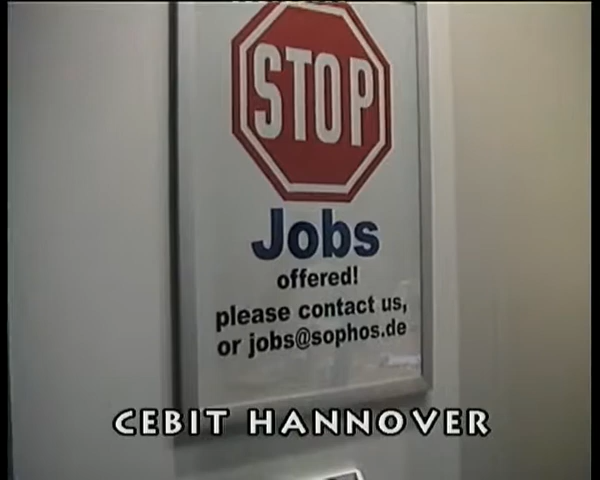 STOP
Jobs
offered!
please contact us,
or jobs@sophos.de
CEBIT HANNOVER